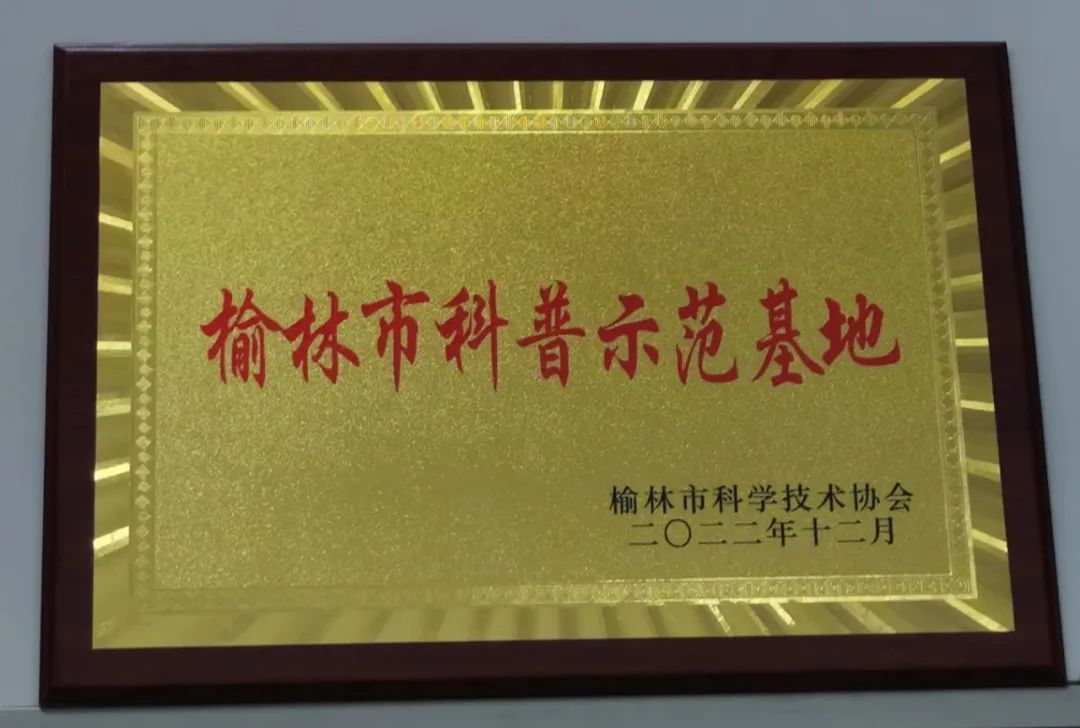 榆林市科普示范基地
榆林市科学技术协会
二〇二二年十二月